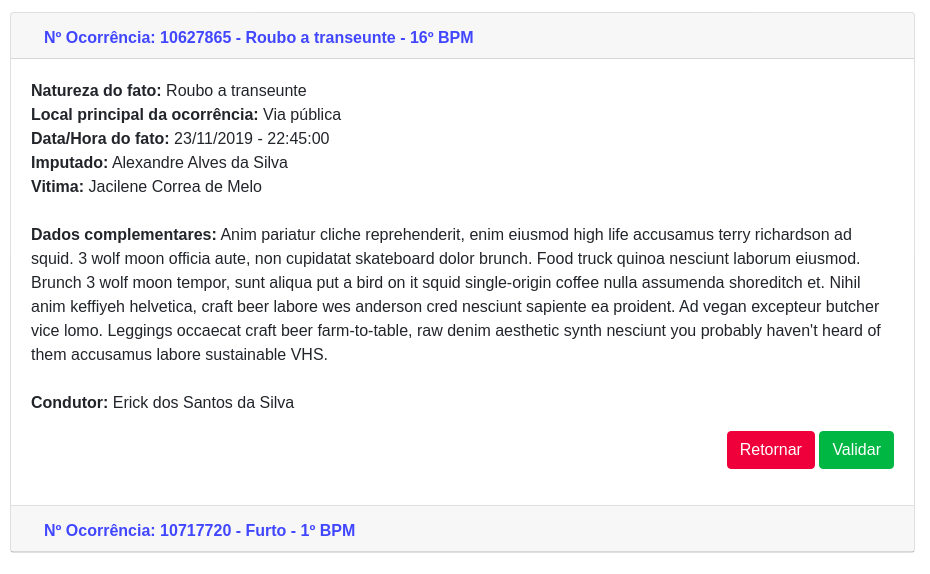 Nº Ocorrência: 10627865 - Roubo a transeunte - 16º BPM
Natureza do fato: Roubo a transeunte
Local principal da ocorrência: Via pública
Data/Hora do fato: 23/11/2019 - 22:45:00
Imputado: Alexandre Alves da Silva
Vitima: Jacilene Correa de Melo
Dados complementares: Anim pariatur cliche reprehenderit, enim eiusmod high life accusamus terry richardson ad
squid. 3 wolf moon officia aute, non cupidatat skateboard dolor brunch. Food truck quinoa nesciunt laborum eiusmod.
Brunch 3 wolf moon tempor, sunt aliqua put a bird on it squid single-origin coffee nulla assumenda shoreditch et. Nihil
anim keffiyeh helvetica, craft beer labore wes anderson cred nesciunt sapiente ea proident. Ad vegan excepteur butcher
vice lomo. Leggings occaecat craft beer farm-to-table, raw denim aesthetic synth nesciunt you probably haven't heard of
them accusamus labore sustainable VHS.
Condutor: Erick dos Santos da Silva
Retornar Validar
Nº Ocorrência: 10717720 - Furto - 1º BPM